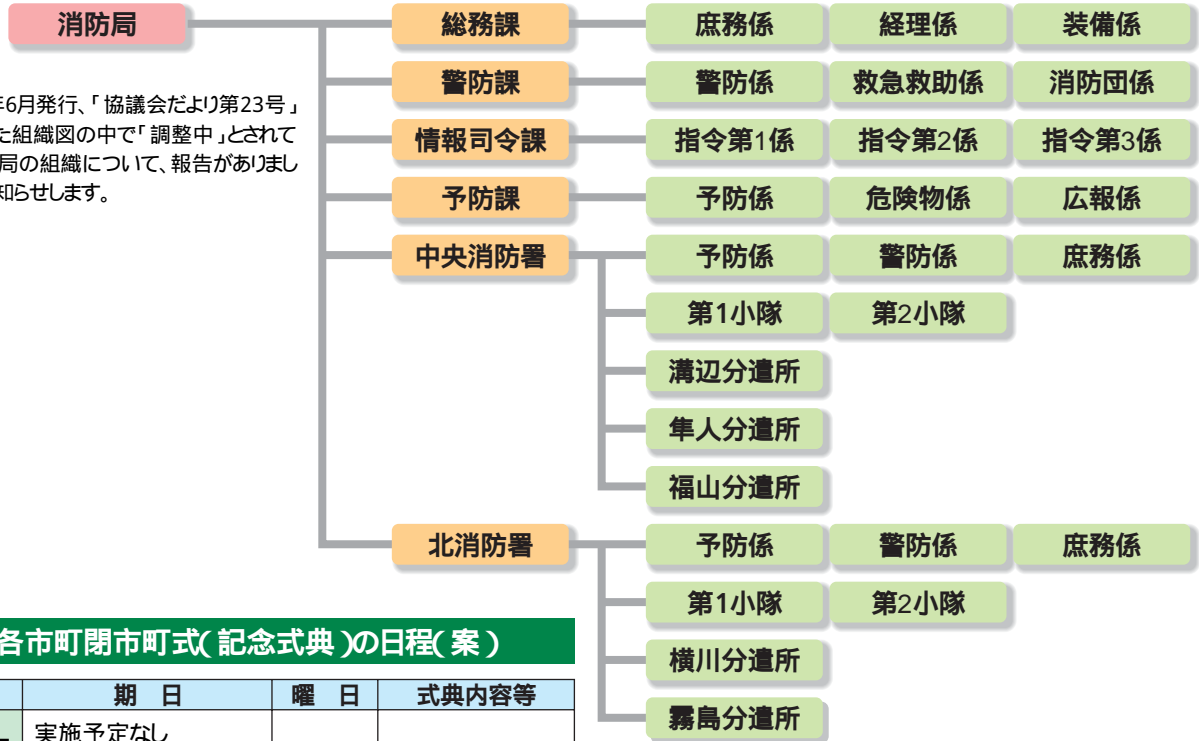 消防局 総務課 庶務係 経理係 装備係
警防課 警防係 救急救助係 消防団係
年6月発行、「協議会だより第23号」
た組織図の中で「調整中」とされて
局の組織について、報告がありまし
知らせします。
情報司令課 指令第1係 指令第2係 指令第3係
予防課 予防係 危険物係 広報係
中央消防署 予防係 警防係 庶務係
第1小隊 第2小隊
溝辺分遣所
隼人分遣所
福山分遣所
北消防署 予防係 警防係 庶務係
第1小隊 第2小隊
横川分遣所
霧島分遣所
各市町閉市町式(記念式典)の日程(案)
期 日 曜 日 式典内容等
実施予定なし